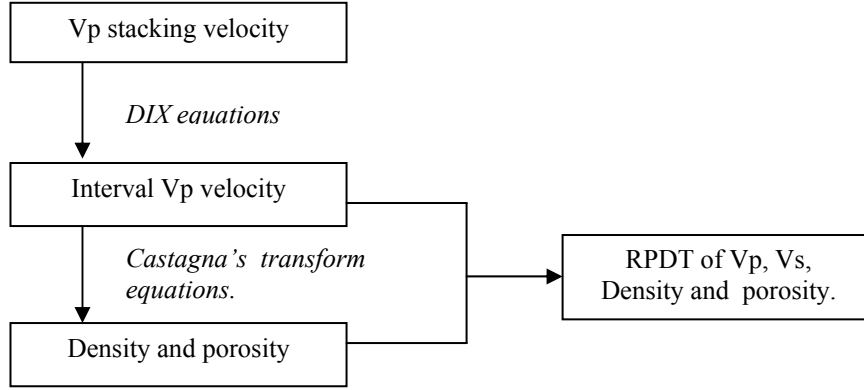 Vp stacking velocity
DIX equations
Interval Vp velocity
Castagna's transform
equations.
Density and porosity
RPDT of Vp, Vs,
Density and porosity.